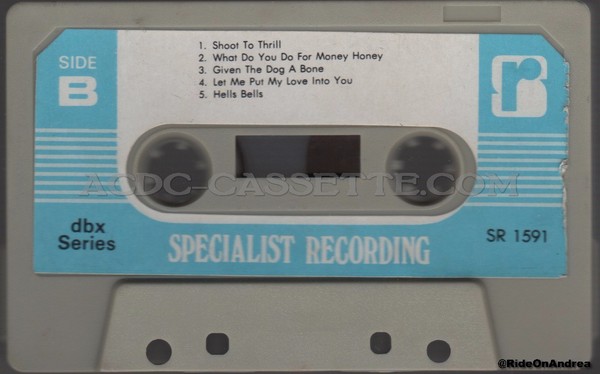 SIDE
B
1. Shoot To Thrill
2. What Do You Do For Money Honey
3. Given The Dog A Bone
4. Let Me Put My Love Into You
5. Hells Bells
r
ACDC-CASSETTE.COM
dbx
Series
SPECIALIST RECORDING
SR 1591
@RideOnAndrea